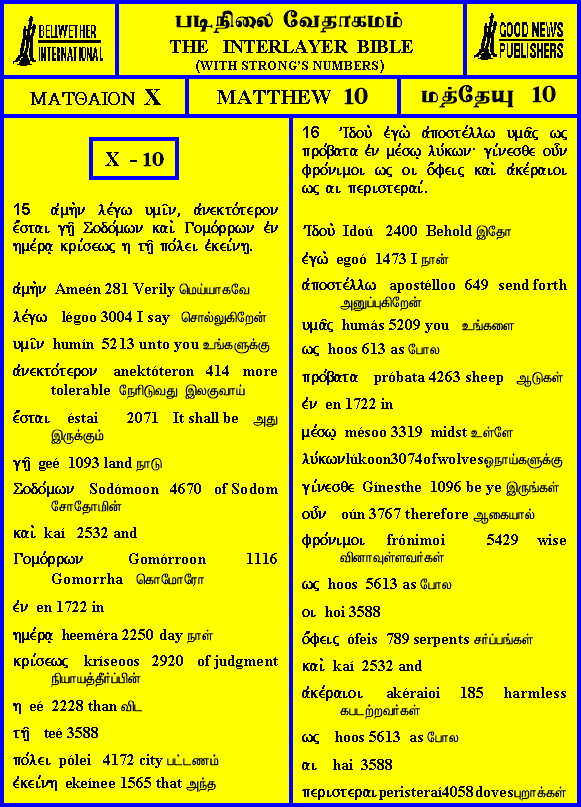 BELLWETHER
INTERNATIONAL
படிநிலை வேதாகமம்
THE INTERLAYER BIBLE
(WITH STRONG'S NUMBERS)
GOOD NEWS
PUBLISHERS
ΜΑΤΘΑΙΟΝ X
MATTHEW 10
மத்தேயு 10
X - 10
15 ἀμὴν λέγω υμῖν, ἀνεκτότερον
ἔσται γῇ Σοδόμων καὶ Γομόρρων ἐν
ημέρᾳ κρίσεως η τῇ πόλει ἐκείνῃ.
ἀμὴν Ameén 281 Verily மெய்யாகவே
λέγω légoo 3004 I say சொல்லுகிறேன்
υμῖν humín 5213 unto you உங்களுக்கு
ἀνεκτότερον anektóteron 414 more
tolerable நேரிடுவது இலகுவாய்
ἔσται éstai 2071 It shall be அது
இருக்கும்
γῇ geé 1093 land நாடு
Σοδόμων Sodómoon 4670 of Sodom
சோதோமின்
καὶ kaí 2532 and
Γομόρρων Gomórroon 1116
Gomorrha கொமோரோ
ἐν en 1722 in
ημέρᾳ heeméra 2250 day நாள்
κρίσεως kríseoos 2920 of judgment
நியாயத்தீர்ப்பின்
η eé 2228 than விட
τῇ teé 3588
πόλει pólei 4172 city பட்டணம்
ἐκείνῃ ekeínee 1565 that அந்த
16 Ἰδοὺ ἐγὼ ἀποστέλλω υμᾶς ως
πρόβατα ἐν μέσῳ λύκων· γίνεσθε οὖν
φρόνιμοι ως οι ὄφεις καὶ ἀκέραιοι
ως αι περιστεραί.
Ἰδοὺ Idoú 2400 Behold இதோ
ἐγὼ egoó 1473 I நான்
ἀποστέλλω apostélloo 649 send forth
அனுப்புகிறேன்
υμᾶς humás 5209 you உங்களை
ως hoos 613 as போல
πρόβατα próbata 4263 sheep ஆடுகள்
ἐν en 1722 in
μέσῳ mésoo 3319 midst உள்ளே
λύκων lúkoon3074ofwolvesஒநாய்களுக்கு
γίνεσθε Gínesthe 1096 be ye இருங்கள்
οὖν oún 3767 therefore ஆகையால்
φρόνιμοι frónimoi 5429 wise
வினாவுள்ளவர்கள்
ως hoos 5613 as போல
οι hoi 3588
ὄφεις ófeis 789 serpents சர்ப்பங்கள்
καὶ kaí 2532 and
ἀκέραιοι akéraioi 185 harmless
கபடற்றவர்கள்
ως hoos 5613 as போல
αι hai 3588
περιστεραι peristeraí4058dovesபுறாக்கள்